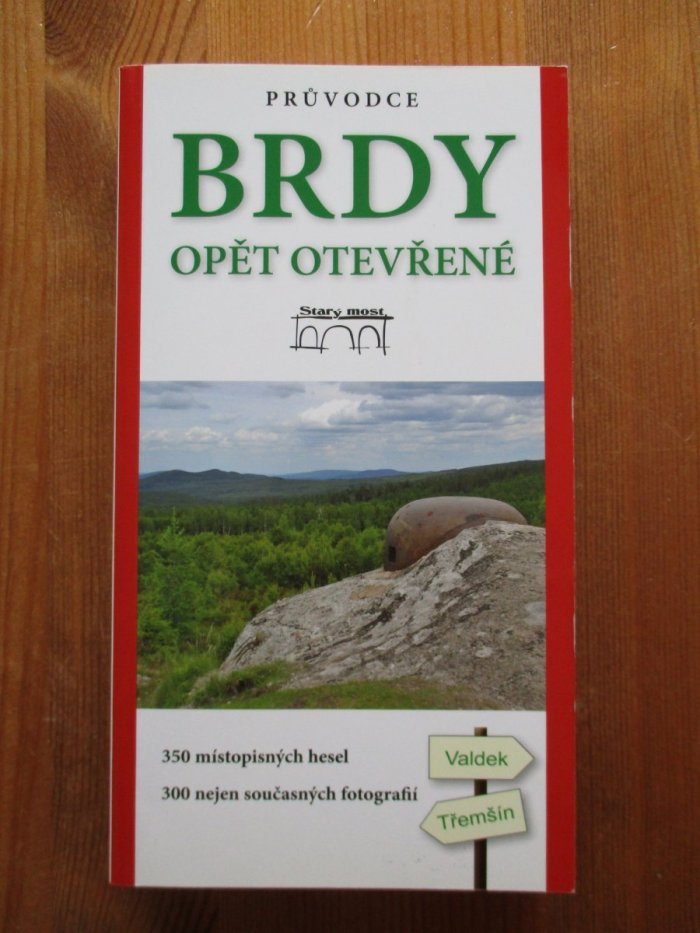 PRŮVODCE
BRDY
OPĚT OTEVŘENÉ
Starý most
350 místopisných hesel
300 nejen současných fotografií
Valdek
Třemšín